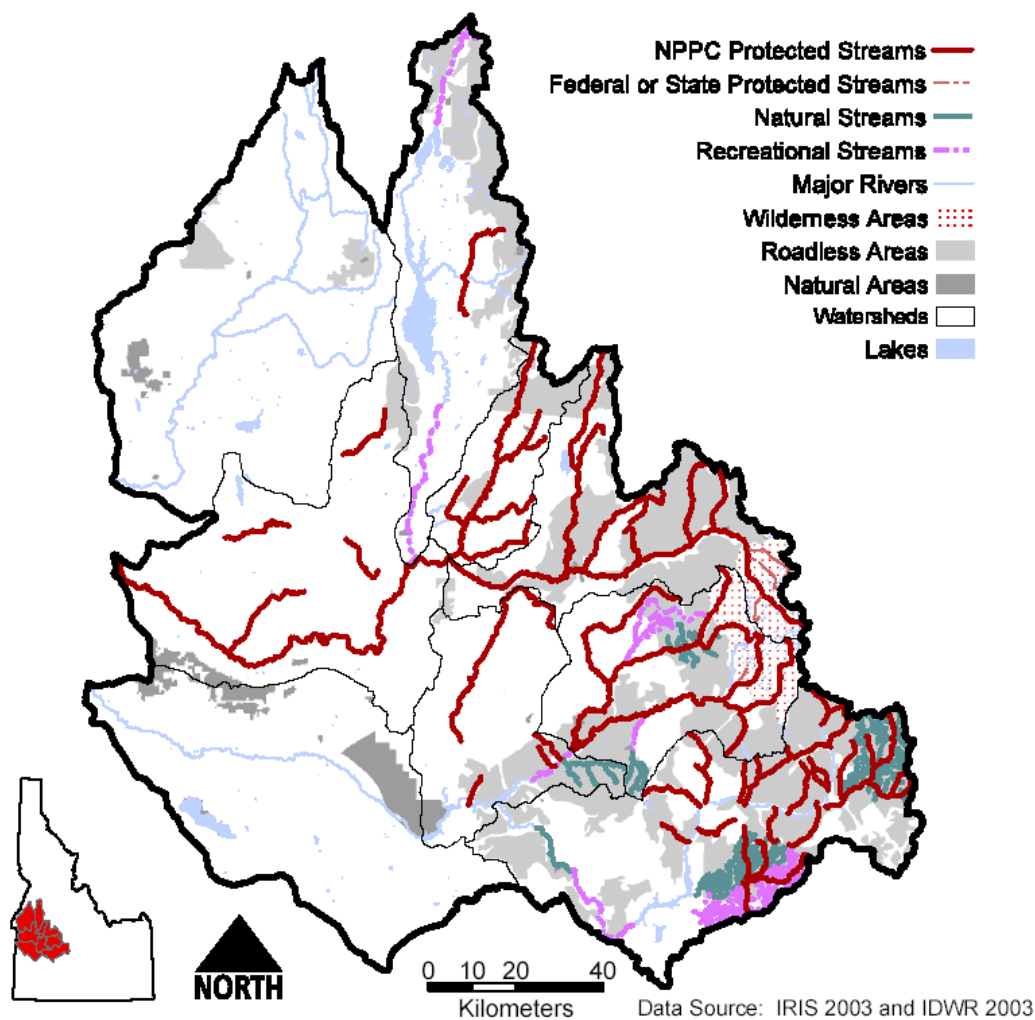 NPPC Protected Streams
Federal or State Protected Streams
Natural Streams
Recreational Streams
Major Rivers
Wilderness Areas
Roadless Areas
Natural Areas
Watersheds
Lakes
NORTH
0 10 20 40
Kilometers
Data Source: IRIS 2003 and IDWR 2003